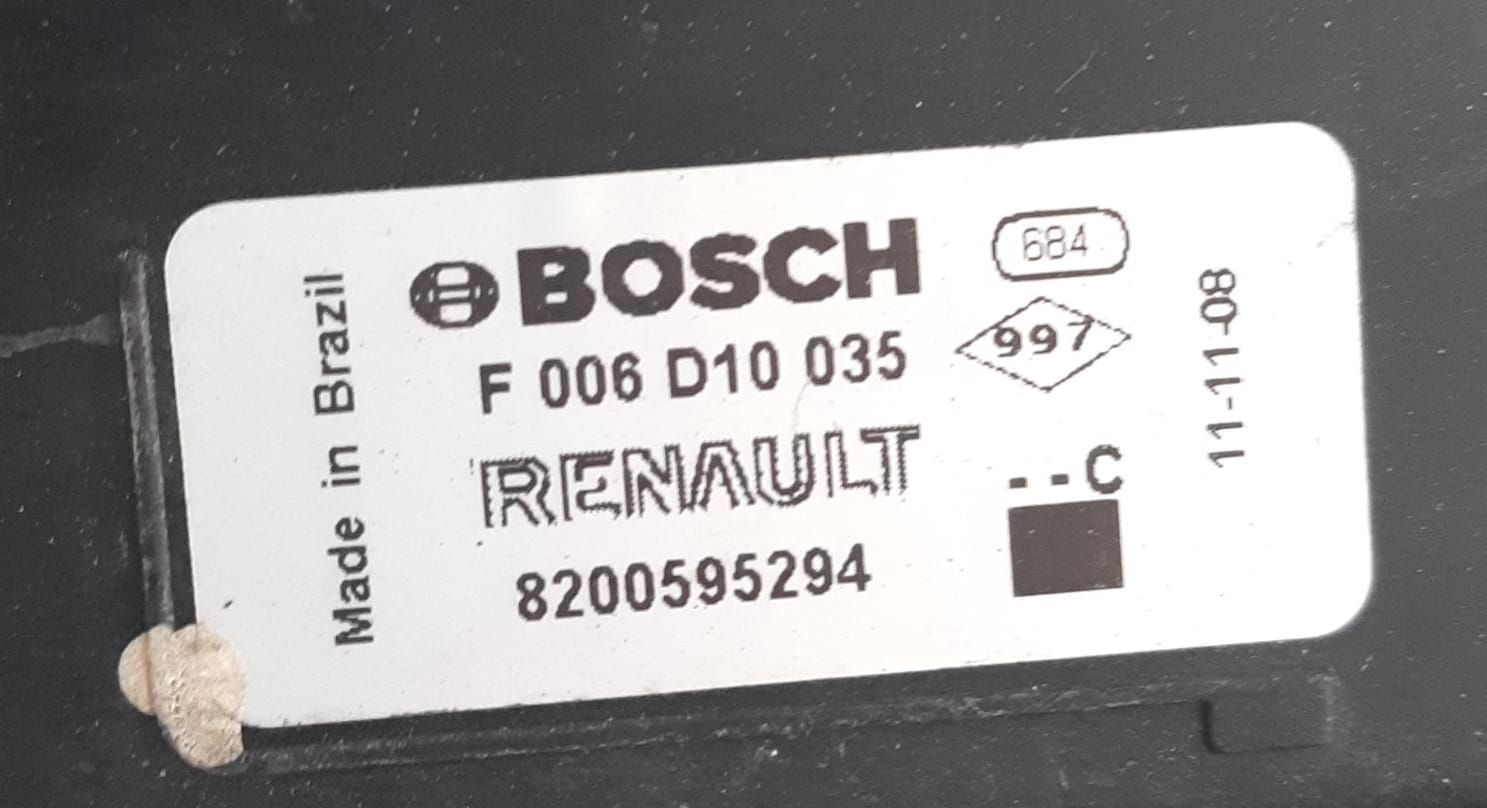 Made in Brazil
BOSCH
F 006 D10 035
RENAULT
8200595294
684
997
--C
11-11-08